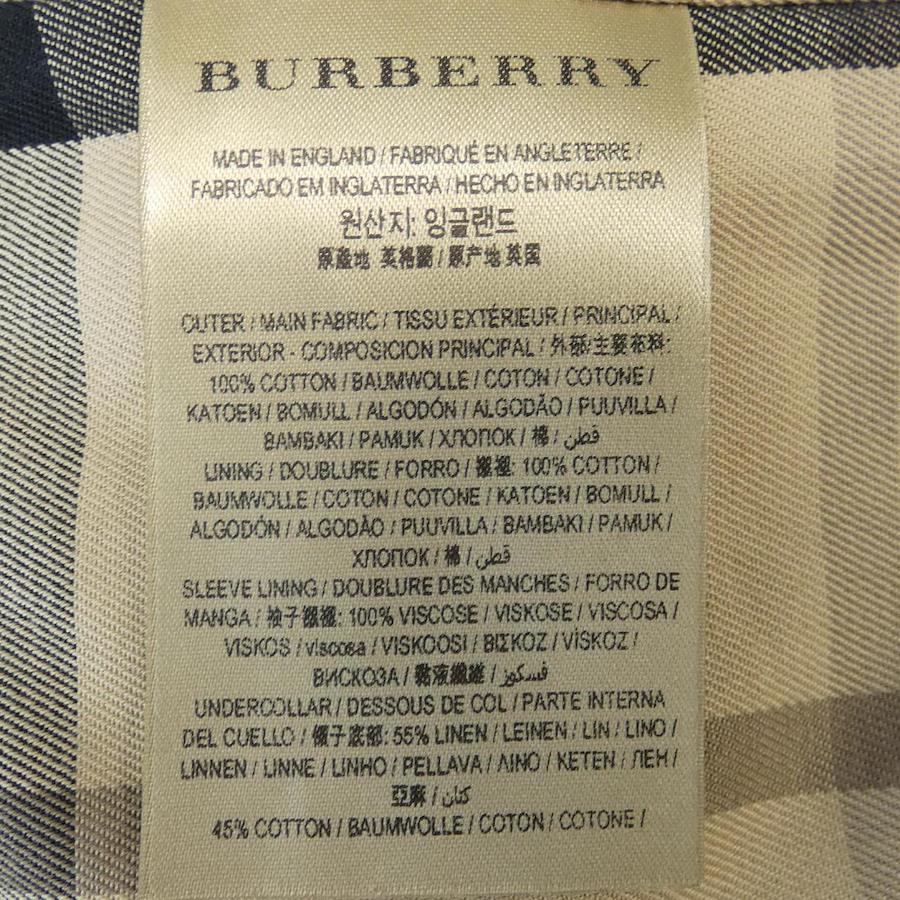 BURBERRY
MADE IN ENGLAND / FABRIQUÉ EN ANGLETERRE /
FABRICADO EM INGLATERRA / HECHO EN INGLATERRA
원산지: 잉글랜드
原產地 英格蘭 / 原产地 英国
OUTER / MAIN FABRIC / TISSU EXTÉRIEUR / PRINCIPAL /
EXTERIOR - COMPOSICION PRINCIPAL / 外部/主要布料:
100% COTTON / BAUMWOLLE / COTON / COTONE /
KATOEN / BOMULL / ALGODÓN / ALGODÃO / PUUVILLA /
BAMBAKI / PAMUK / ХЛОПОК / 棉 / قطن
LINING / DOUBLURE / FORRO / 襯裡: 100% COTTON /
BAUMWOLLE / COTON / COTONE / KATOEN / BOMULL /
ALGODÓN / ALGODÃO / PUUVILLA / BAMBAKI / PAMUK /
ХЛОПОК / 棉 / قطن
SLEEVE LINING / DOUBLURE DES MANCHES / FORRO DE
MANGA / 袖子襯裡: 100% VISCOSE / VISKOSE / VISCOSA /
VISKOS / viscosa / VISKOOSI / ΒΙΣΚΟΖ / VİSKOZ /
ВИСКОЗА / 黏液纖維 / فسكوز
UNDERCOLLAR / DESSOUS DE COL / PARTE INTERNA
DEL CUELLO / 領子底部: 55% LINEN / LEINEN / LIN / LINO /
LINNEN / LINNE / LINHO / PELLAVA / ΛΙΝΟ / KETEN / ЛЕН /
亞麻 / كتان
45% COTTON / BAUMWOLLE / COTON / COTONE /